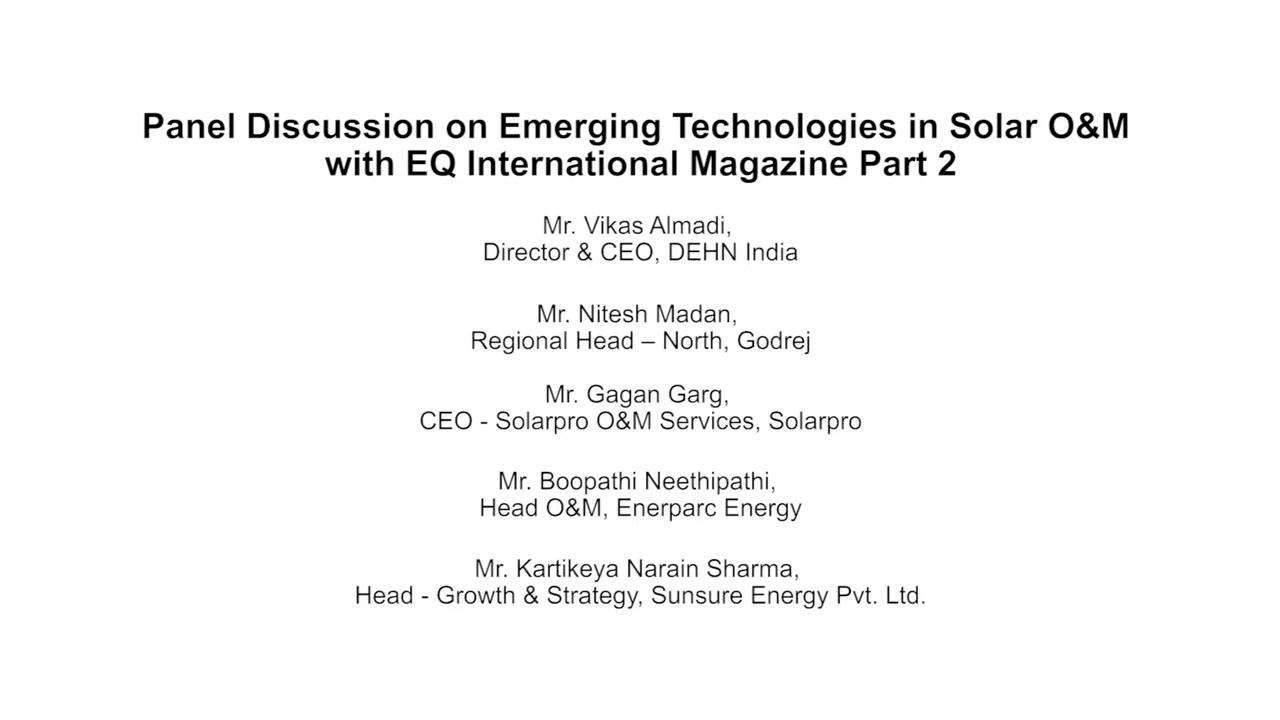 Panel Discussion on Emerging Technologies in Solar O&M
with EQ International Magazine Part 2
Mr. Vikas Almadi,
Director & CEO, DEHN India
Mr. Nitesh Madan,
Regional Head – North, Godrej
Mr. Gagan Garg,
CEO - Solarpro O&M Services, Solarpro
Mr. Boopathi Neethipathi,
Head O&M, Enerparc Energy
Mr. Kartikeya Narain Sharma,
Head - Growth & Strategy, Sunsure Energy Pvt. Ltd.